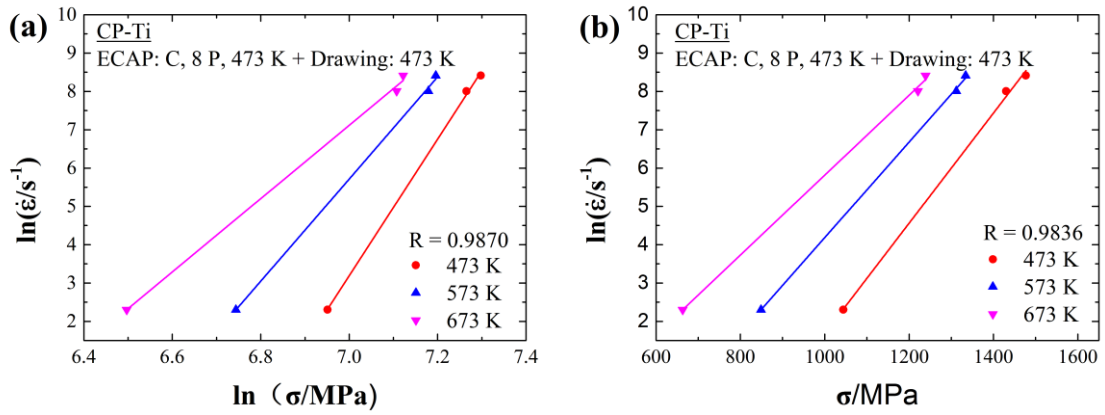 (a)
CP-Ti
ECAP: C, 8 P, 473 K + Drawing: 473 K
ln(ε̇/s⁻¹)
10
9
8
7
6
5
4
3
2
R = 0.9870
473 K
573 K
673 K
6.4 6.6 6.8 7.0 7.2 7.4
ln（σ/MPa)
(b)
CP-Ti
ECAP: C, 8 P, 473 K + Drawing: 473 K
ln(ε̇/s⁻¹)
10
9
8
7
6
5
4
3
2
R = 0.9836
473 K
573 K
673 K
600 800 1000 1200 1400 1600
σ/MPa